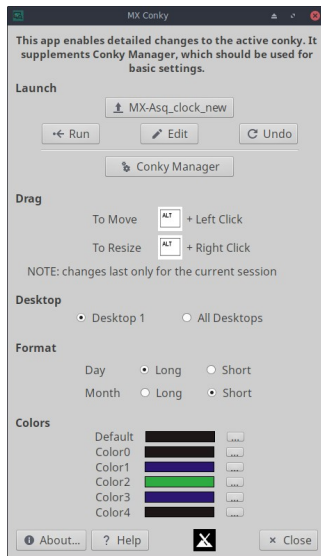 MX Conky
This app enables detailed changes to the active conky. It
supplements Conky Manager, which should be used for
basic settings.
Launch
MX-Asq_clock_new
Run Edit Undo
Conky Manager
Drag
To Move ALT + Left Click
To Resize ALT + Right Click
NOTE: changes last only for the current session
Desktop
Desktop 1 All Desktops
Format
Day Long Short
Month Long Short
Colors
Default ...
Color0 ...
Color1 ...
Color2 ...
Color3 ...
Color4 ...
About... ? Help × Close